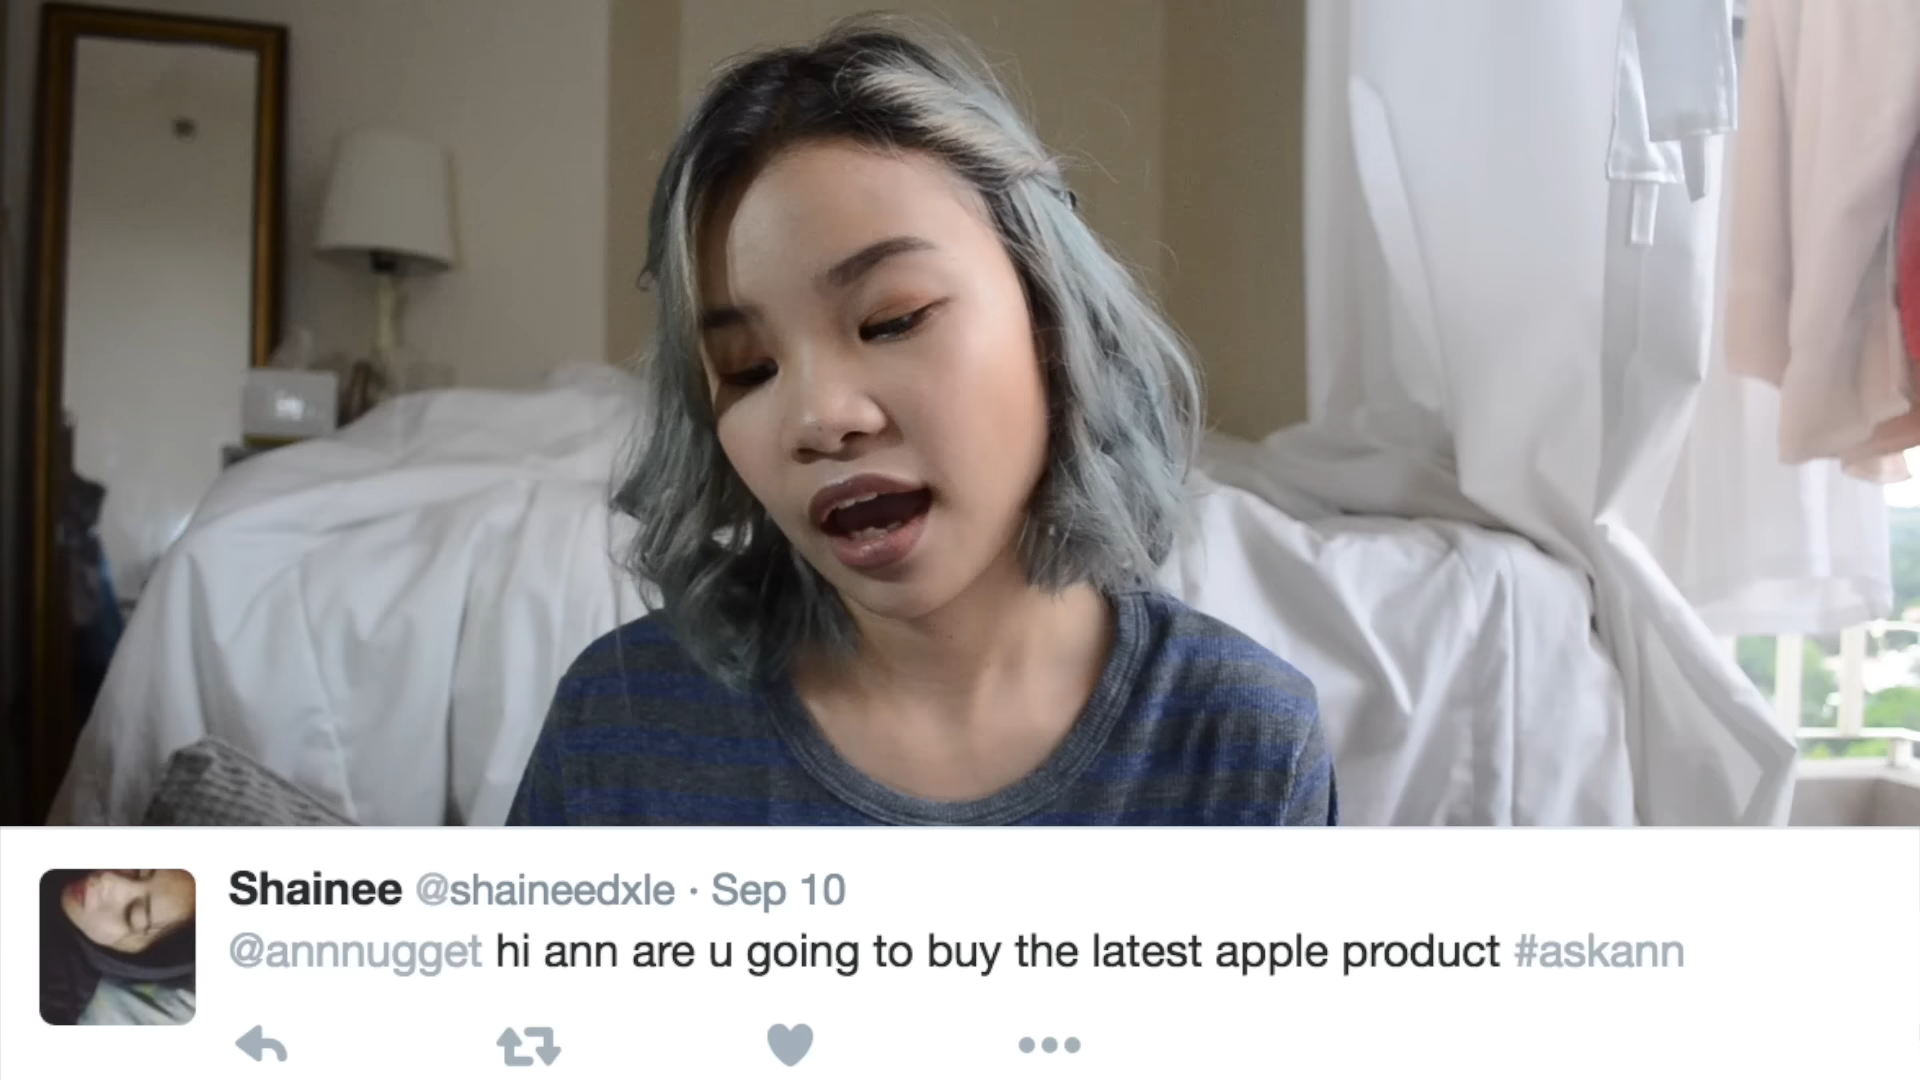 Shainee @shaineedxle · Sep 10
@annnugget hi ann are u going to buy the latest apple product #askann